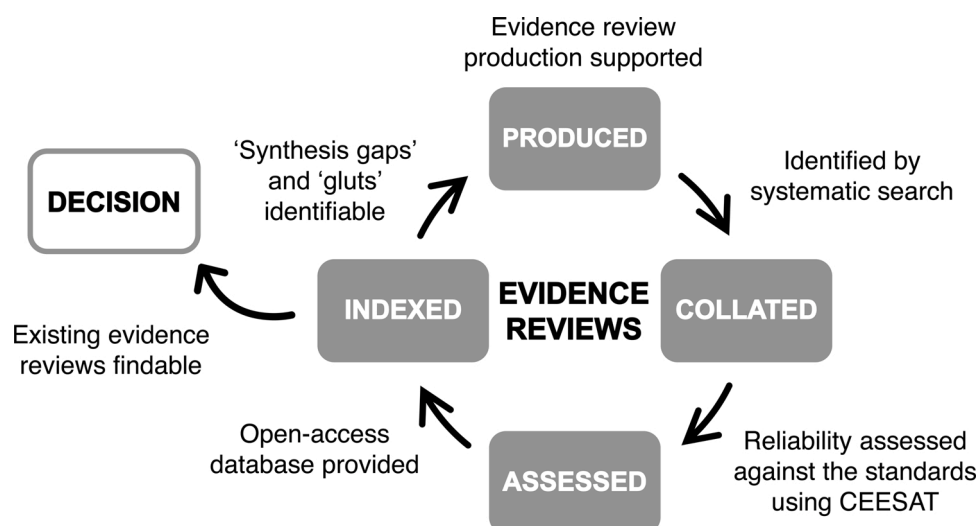 Evidence review
production supported
PRODUCED
‘Synthesis gaps’
and ‘gluts’
identifiable
Identified by
systematic search
DECISION
INDEXED
EVIDENCE
REVIEWS
COLLATED
Existing evidence
reviews findable
Open-access
database provided
ASSESSED
Reliability assessed
against the standards
using CEESAT